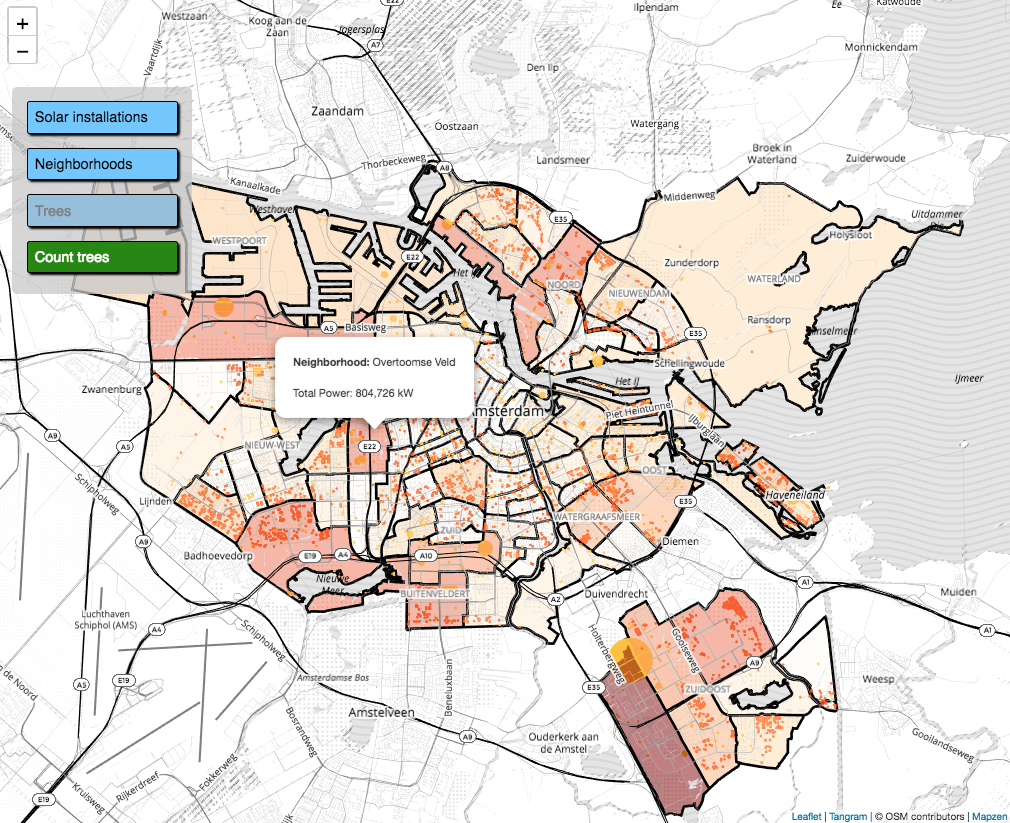 +
−
Solar installations
Neighborhoods
Trees
Count trees
Neighborhood: Overtoomse Veld
Total Power: 804,726 kW
E22
Westzaan
Koog aan de
Zaan
Jagersplas
A7
Vaartdijk
Ilpendam
Ee
Katwoude
Monnickendam
Den Ilp
Zaandam
Oostzaan
Watergang
Landsmeer
Broek in
Waterland
Zuiderwoude
Thorbeckeweg
A8
Kanaalkade
Westhaven
Middenweg
E35
Uitdammer
Holysloot
WESTPOORT
E22
Het IJ
NOORD
NIEUWENDAM
Zunderdorp
WATERLAND
Ransdorp
Kinselmeer
A5
Basisweg
E35
Schellingwoude
Zwanenburg
Het IJ
IJmeer
Amsterdam
Piet Heintunnel
IJburglaan
A9
A5
NIEUW-WEST
E22
OOST
Schipholweg
Lijnden
Haveneiland
E35
WATERGRAAFSMEER
ZUID
A9
Badhoevedorp
E19
A4
A10
Diemen
Nieuwe
Meer
BUITENVELDERT
A2
Duivendrecht
A1
Muiden
Luchthaven
Schiphol (AMS)
A4
Schipholweg
Holterbergweg
Gooiseweg
A1
A9
Weesp
A5
E19
Amsterdamse Bos
Beneluxbaan
E35
ZUIDOOST
Amstelveen
Bosrandweg
A9
Ouderkerk aan
de Amstel
Gooilandseweg
Fokkerweg
Rijkerdreef
Kruisweg
E19
Leaflet | Tangram | © OSM contributors | Mapzen